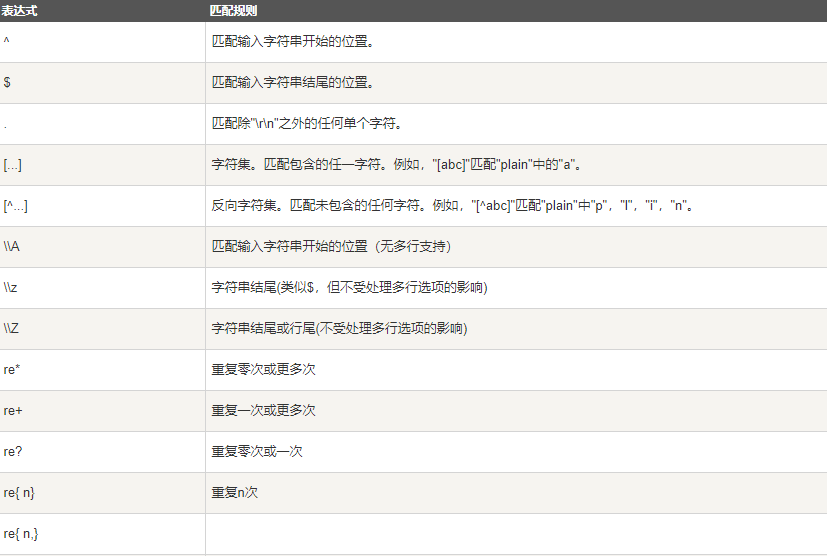 表达式 匹配规则
^ 匹配输入字符串开始的位置。
$ 匹配输入字符串结尾的位置。
. 匹配除"\r\n"之外的任何单个字符。
[...] 字符集。匹配包含的任一字符。例如，"[abc]"匹配"plain"中的"a"。
[^...] 反向字符集。匹配未包含的任何字符。例如，"[^abc]"匹配"plain"中"p"，"l"，"i"，"n"。
\\A 匹配输入字符串开始的位置（无多行支持）
\\z 字符串结尾(类似$，但不受处理多行选项的影响)
\\Z 字符串结尾或行尾(不受处理多行选项的影响)
re* 重复零次或更多次
re+ 重复一次或更多次
re? 重复零次或一次
re{ n} 重复n次
re{ n,}